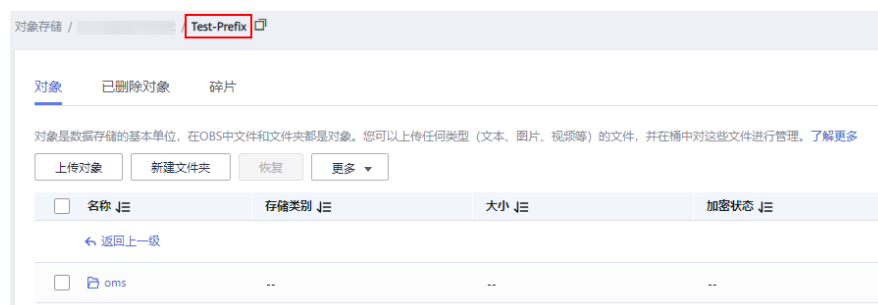 对象存储 / / Test-Prefix
对象 已删除对象 碎片
对象是数据存储的基本单位，在OBS中文件和文件夹都是对象。您可以上传任何类型（文本、图片、视频等）的文件，并在桶中对这些文件进行管理。了解更多
上传对象 新建文件夹 恢复 更多
名称 存储类别 大小 加密状态
返回上一级
oms -- -- --